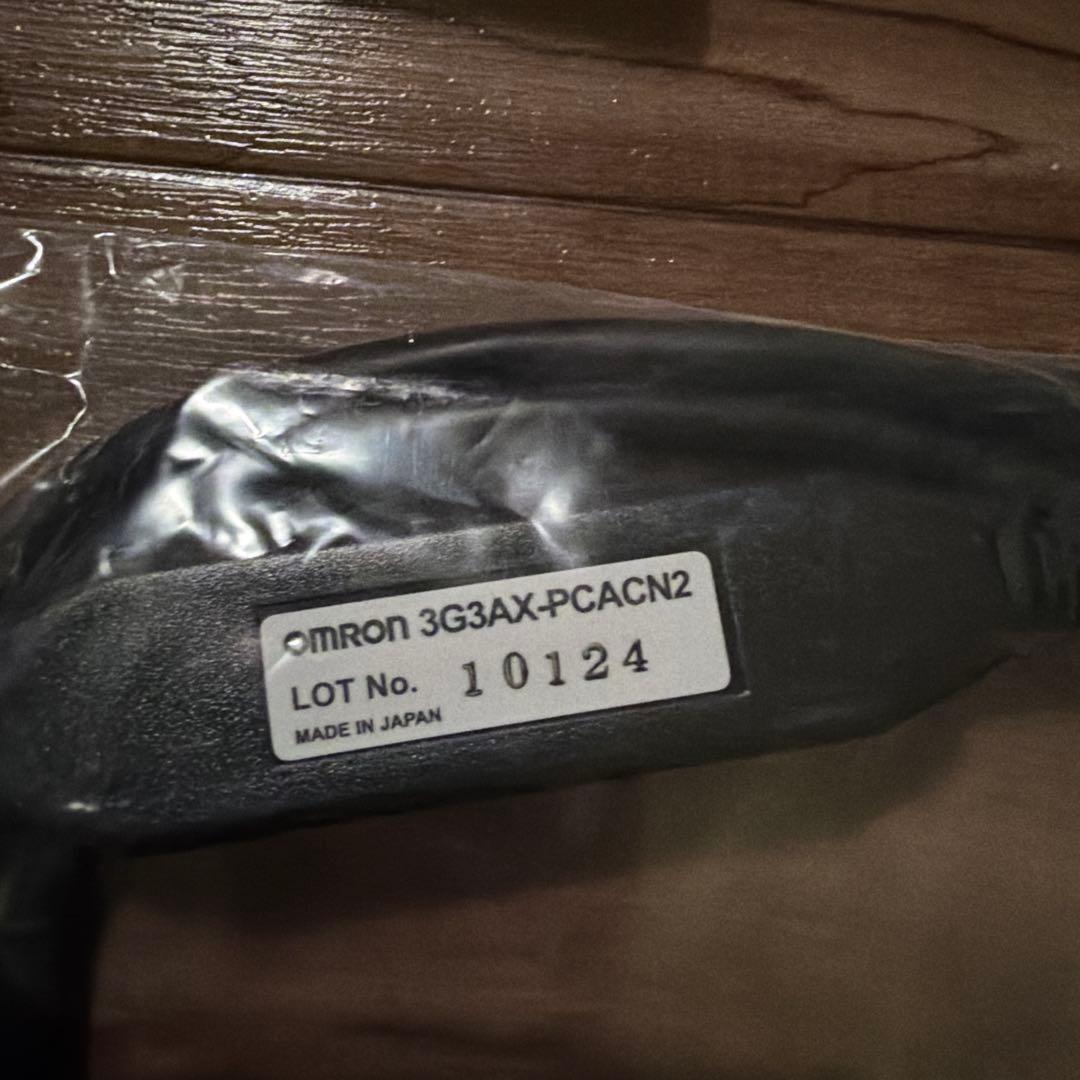 omron 3G3AX-PCACN2
LOT No. 10124
MADE IN JAPAN